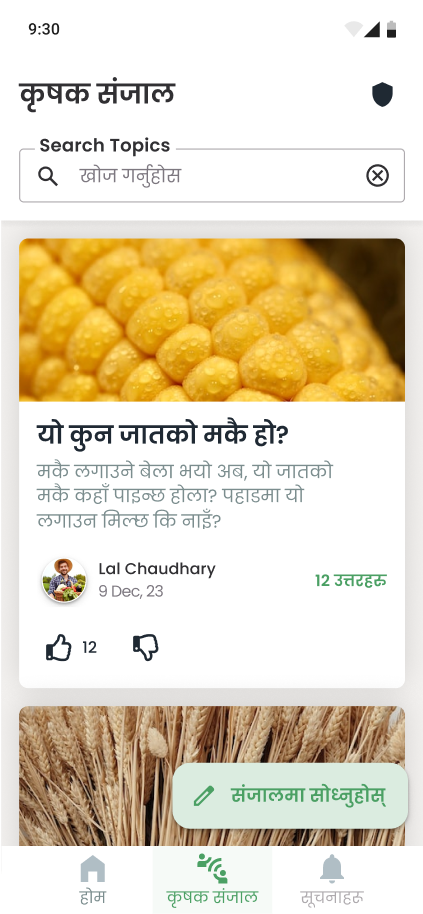 9:30
कृषक संजाल
Search Topics
खोज गर्नुहोस
यो कुन जातको मकै हो?
मकै लगाउने बेला भयो अब, यो जातको
मकै कहाँ पाइन्छ होला? पहाडमा यो
लगाउन मिल्छ कि नाइँ?
Lal Chaudhary
9 Dec, 23
12 उत्तरहरु
12
संजालमा सोध्नुहोस्
होम
कृषक संजाल
सूचनाहरु